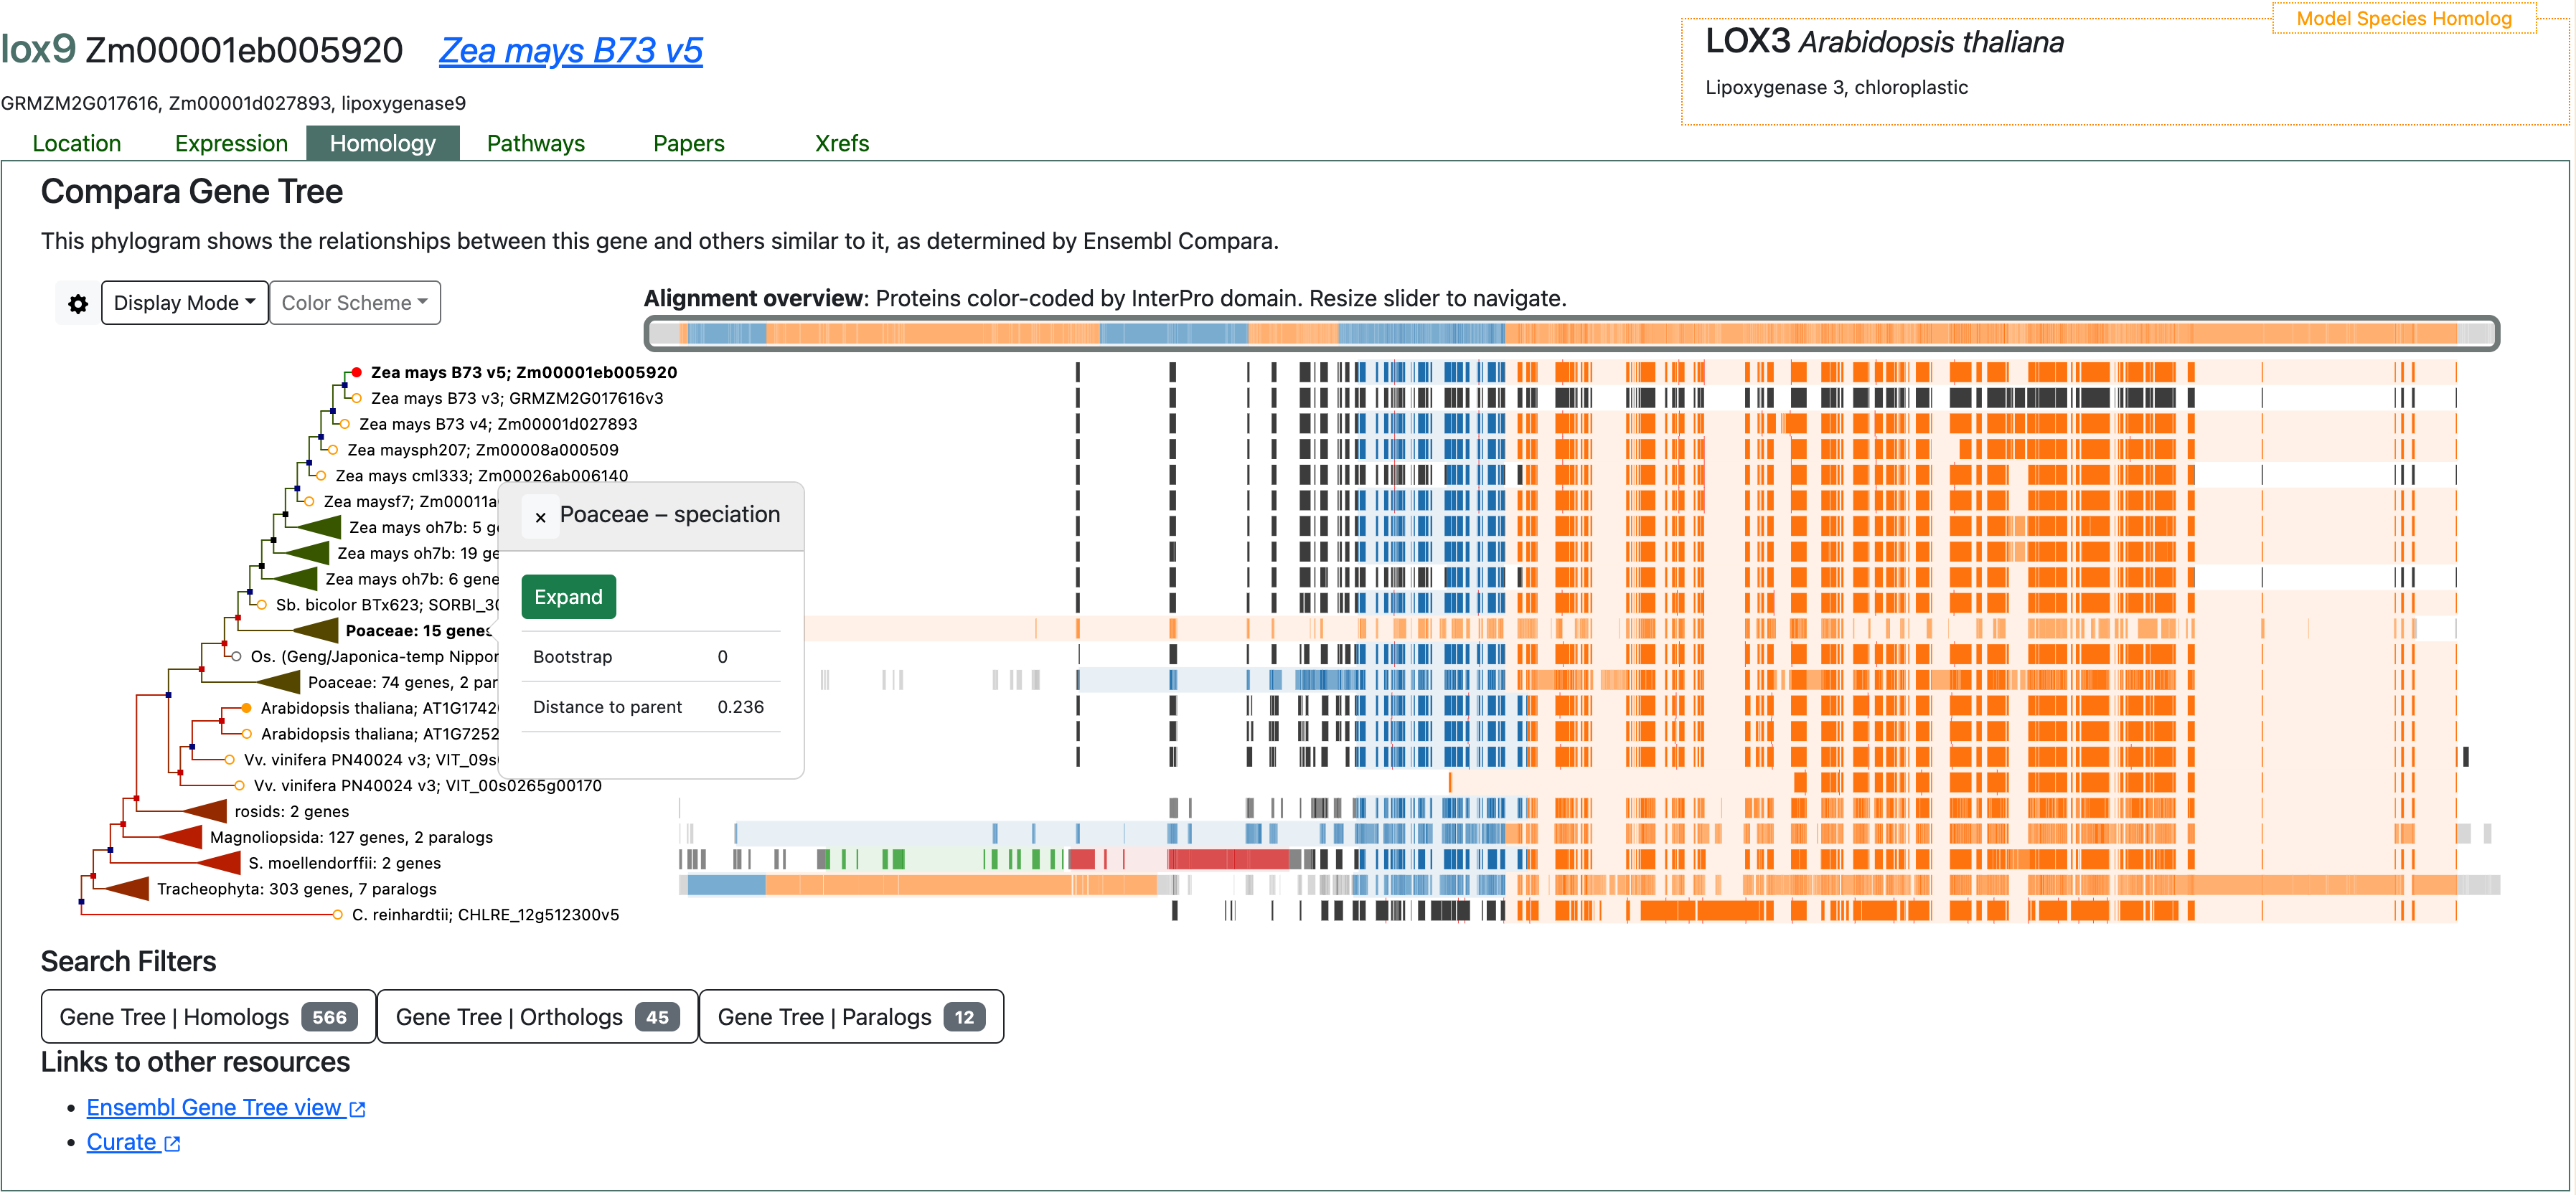 lox9 Zm00001eb005920 Zea mays B73 v5
GRMZM2G017616, Zm00001d027893, lipoxygenase9
Model Species Homolog
LOX3 Arabidopsis thaliana
Lipoxygenase 3, chloroplastic
Location Expression Homology Pathways Papers Xrefs
Compara Gene Tree
This phylogram shows the relationships between this gene and others similar to it, as determined by Ensembl Compara.
Display Mode Color Scheme
Alignment overview: Proteins color-coded by InterPro domain. Resize slider to navigate.
Zea mays B73 v5; Zm00001eb005920
Zea mays B73 v3; GRMZM2G017616v3
Zea mays B73 v4; Zm00001d027893
Zea maysph207; Zm00008a000509
Zea mays cml333; Zm00026ab006140
Zea maysf7; Zm00011a
Zea mays oh7b: 5 ge
Zea mays oh7b: 19 ge
Zea mays oh7b: 6 gene
Sb. bicolor BTx623; SORBI_30
Poaceae: 15 genes
Os. (Geng/Japonica-temp Nippon
Poaceae: 74 genes, 2 par
Arabidopsis thaliana; AT1G1742
Arabidopsis thaliana; AT1G7252
Vv. vinifera PN40024 v3; VIT_09s
Vv. vinifera PN40024 v3; VIT_00s0265g00170
rosids: 2 genes
Magnoliopsida: 127 genes, 2 paralogs
S. moellendorffii: 2 genes
Tracheophyta: 303 genes, 7 paralogs
C. reinhardtii; CHLRE_12g512300v5
× Poaceae – speciation
Expand
Bootstrap 0
Distance to parent 0.236
Search Filters
Gene Tree | Homologs 566 Gene Tree | Orthologs 45 Gene Tree | Paralogs 12
Links to other resources
Ensembl Gene Tree view
Curate